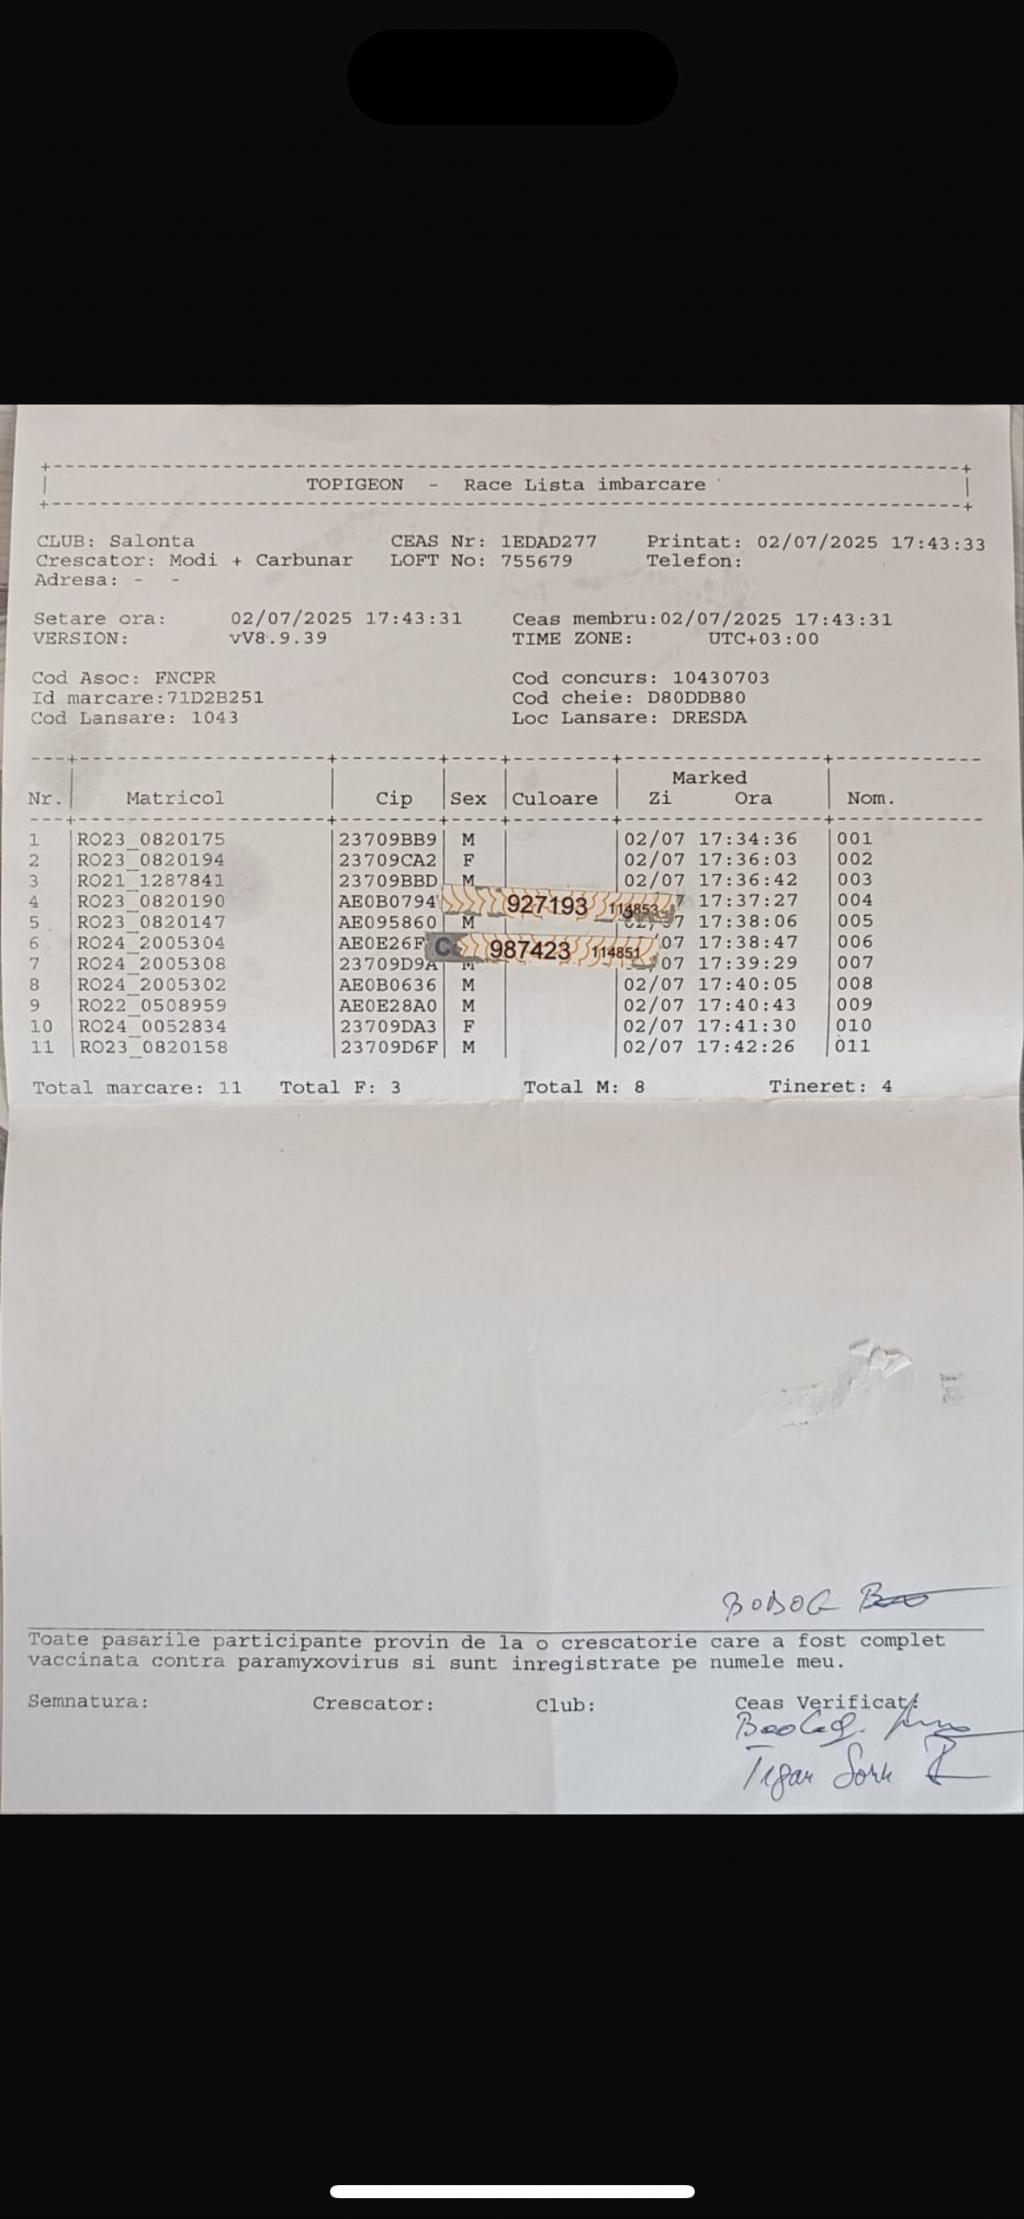 TOPIGEON - Race Lista imbarcare
CLUB: Salonta CEAS Nr: 1EDAD277 Printat: 02/07/2025 17:43:33
Crescator: Modi + Carbunar LOFT No: 755679 Telefon:
Adresa: - -
Setare ora: 02/07/2025 17:43:31 Ceas membru:02/07/2025 17:43:31
VERSION: vV8.9.39 TIME ZONE: UTC+03:00
Cod Asoc: FNCPR Cod concurs: 10430703
Id marcare:71D2B251 Cod cheie: D80DDB80
Cod Lansare: 1043 Loc Lansare: DRESDA
Marked
Nr. Matricol Cip Sex Culoare Zi Ora Nom.
1 RO23_0820175 23709BB9 M 02/07 17:34:36 001
2 RO23_0820194 23709CA2 F 02/07 17:36:03 002
3 RO21_1287841 23709BBD M 02/07 17:36:42 003
4 RO23_0820190 AE0B0794 927193 114853 7 17:37:27 004
5 RO23_0820147 AE095860 M 02/07 17:38:06 005
6 RO24_2005304 AE0E26F C 987423 114851 07 17:38:47 006
7 RO24_2005308 23709D9A M 07 17:39:29 007
8 RO24_2005302 AE0B0636 M 02/07 17:40:05 008
9 RO22_0508959 AE0E28A0 M 02/07 17:40:43 009
10 RO24_0052834 23709DA3 F 02/07 17:41:30 010
11 RO23_0820158 23709D6F M 02/07 17:42:26 011
Total marcare: 11 Total F: 3 Total M: 8 Tineret: 4
BODOG
Toate pasarile participante provin de la o crescatorie care a fost complet
vaccinata contra paramyxovirus si sunt inregistrate pe numele meu.
Semnatura: Crescator: Club: Ceas Verificat: